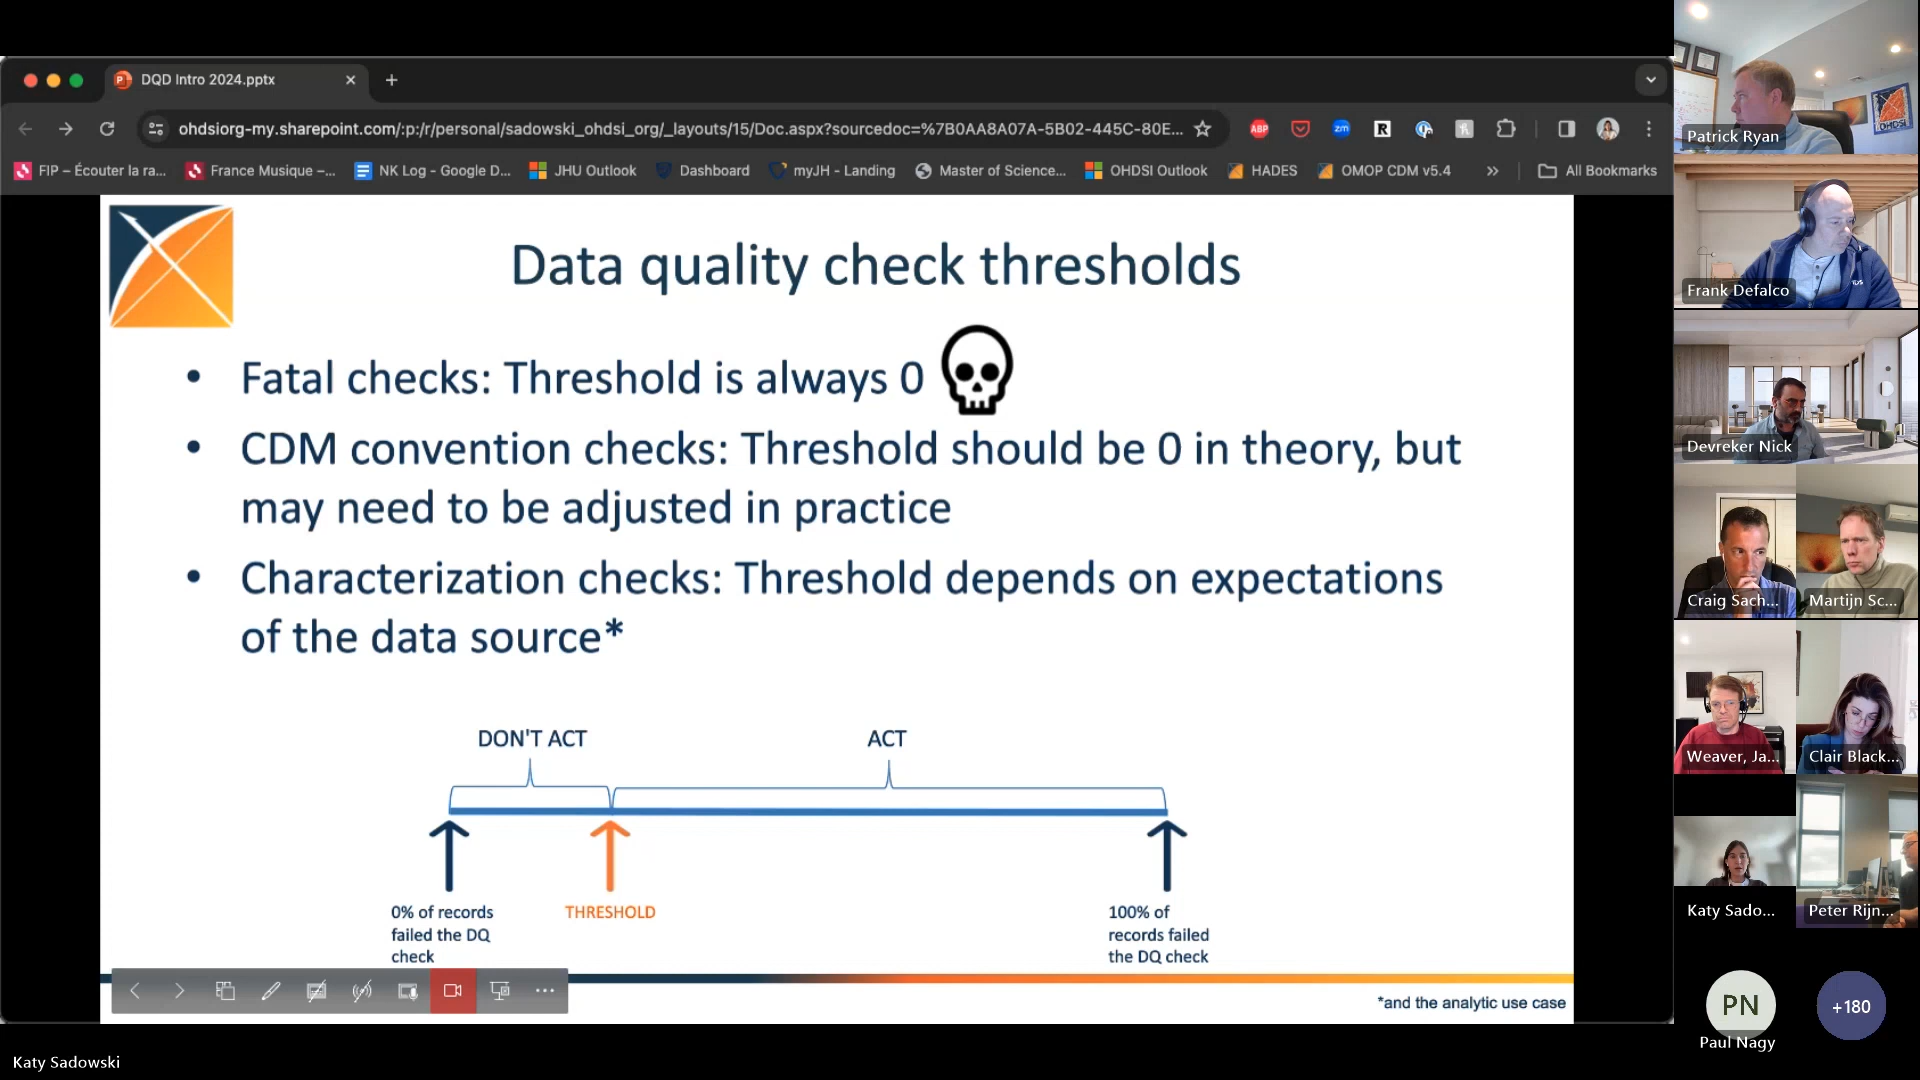 DQD Intro 2024.pptx
ohdsiorg-my.sharepoint.com/:p:/r/personal/sadowski_ohdsi_org/_layouts/15/Doc.aspx?sourcedoc=%7B0AA8A07A-5B02-445C-80E...
ABP
zm
R
FIP – Écouter la ra...
France Musique –...
NK Log - Google D...
JHU Outlook
Dashboard
myJH - Landing
Master of Science...
OHDSI Outlook
HADES
OMOP CDM v5.4
All Bookmarks
Data quality check thresholds
• Fatal checks: Threshold is always 0
• CDM convention checks: Threshold should be 0 in theory, but
may need to be adjusted in practice
• Characterization checks: Threshold depends on expectations
of the data source*
DON'T ACT
ACT
0% of records
failed the DQ
check
THRESHOLD
100% of
records failed
the DQ check
*and the analytic use case
Katy Sadowski
OHDSI
Patrick Ryan
Frank Defalco
Devreker Nick
Craig Sach...
Martijn Sc...
Weaver, Ja...
Clair Black...
Katy Sado...
Peter Rijn...
PN
Paul Nagy
+180